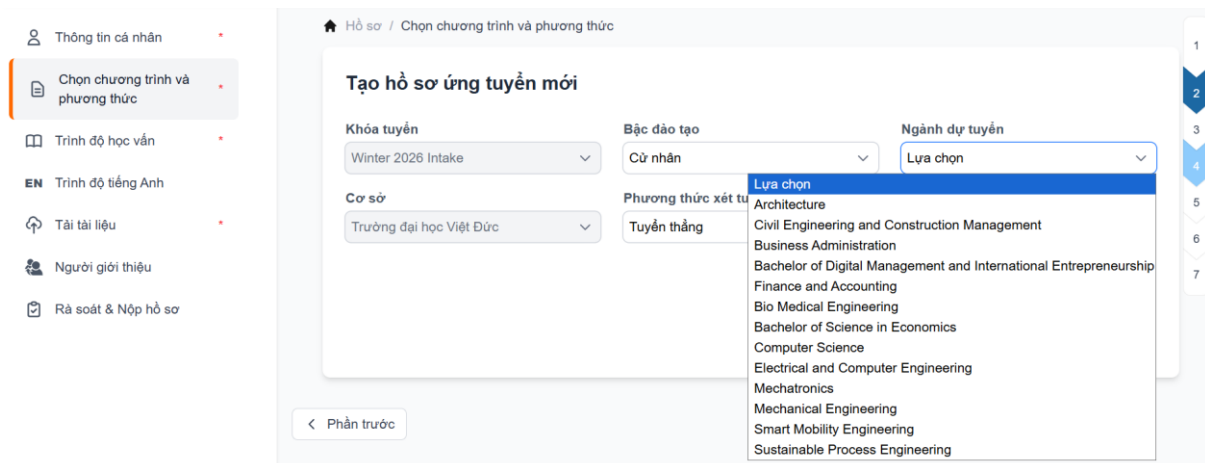 Thông tin cá nhân *
Chọn chương trình và phương thức *
Trình độ học vấn *
EN Trình độ tiếng Anh
Tải tài liệu *
Người giới thiệu
Rà soát & Nộp hồ sơ
Hồ sơ / Chọn chương trình và phương thức
Tạo hồ sơ ứng tuyển mới
Khóa tuyển
Winter 2026 Intake
Bậc đào tạo
Cử nhân
Ngành dự tuyển
Lựa chọn
Cơ sở
Trường đại học Việt Đức
Phương thức xét tu
Tuyển thẳng
Lựa chọn
Architecture
Civil Engineering and Construction Management
Business Administration
Bachelor of Digital Management and International Entrepreneurship
Finance and Accounting
Bio Medical Engineering
Bachelor of Science in Economics
Computer Science
Electrical and Computer Engineering
Mechatronics
Mechanical Engineering
Smart Mobility Engineering
Sustainable Process Engineering
Phần trước
1
2
3
4
5
6
7